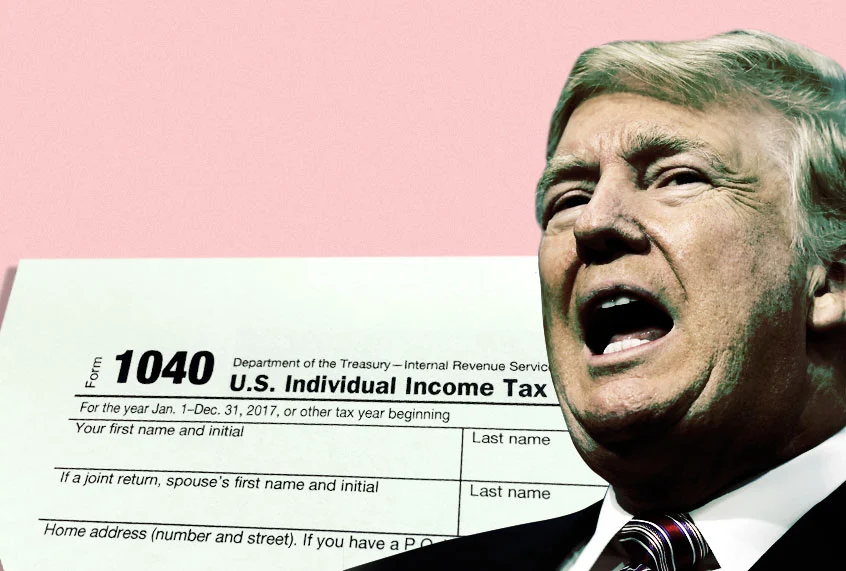 Form 1040
Department of the Treasury—Internal Revenue
U.S. Individual Income Tax
For the year Jan. 1–Dec. 31, 2017, or other tax year beginning
Your first name and initial
Last name
If a joint return, spouse's first name and initial
Last name
Home address (number and street). If you have a P.O.